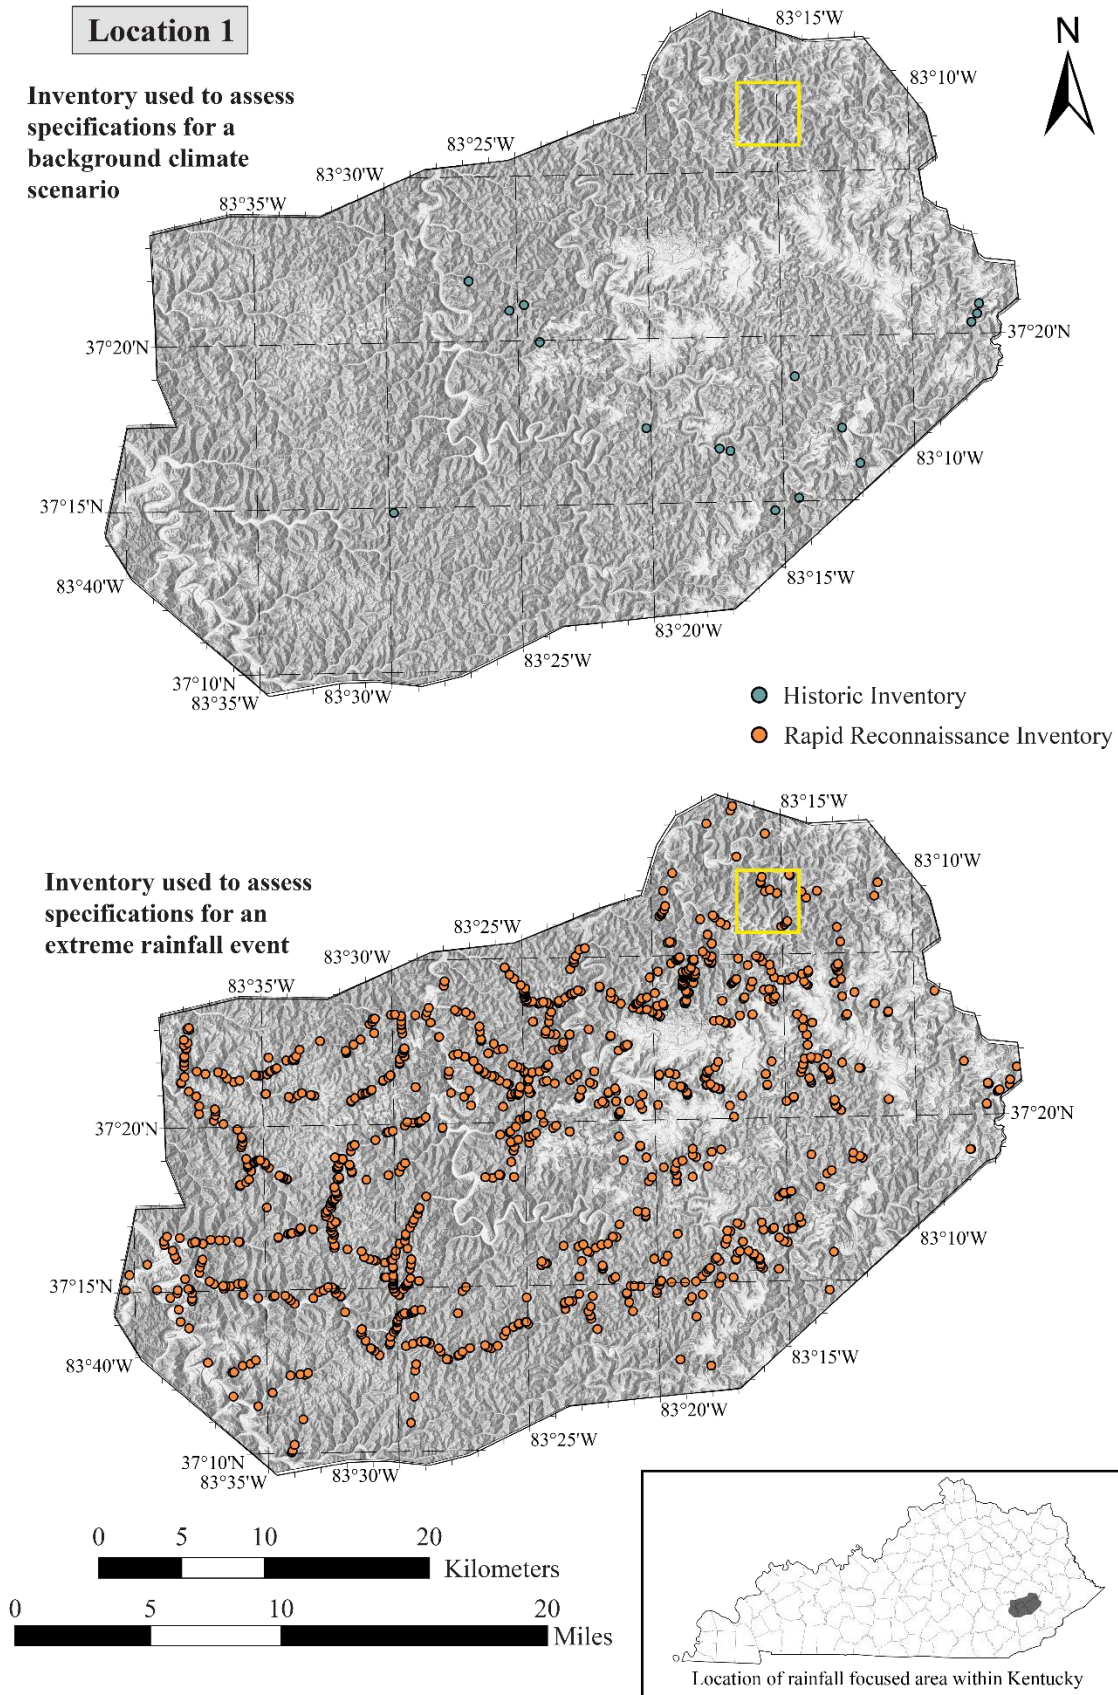 Location 1
Inventory used to assess
specifications for a
background climate
scenario
N
83°15'W
83°10'W
83°25'W
83°30'W
83°35'W
37°20'N
37°20'N
83°10'W
37°15'N
83°15'W
83°40'W
83°20'W
83°25'W
37°10'N
83°30'W
83°35'W
Historic Inventory
Rapid Reconnaissance Inventory
Inventory used to assess
specifications for an
extreme rainfall event
83°15'W
83°10'W
83°25'W
83°30'W
83°35'W
37°20'N
37°20'N
83°10'W
37°15'N
83°15'W
83°40'W
83°20'W
83°25'W
37°10'N
83°35'W
83°30'W
0 5 10 20
Kilometers
0 5 10 20
Miles
Location of rainfall focused area within Kentucky